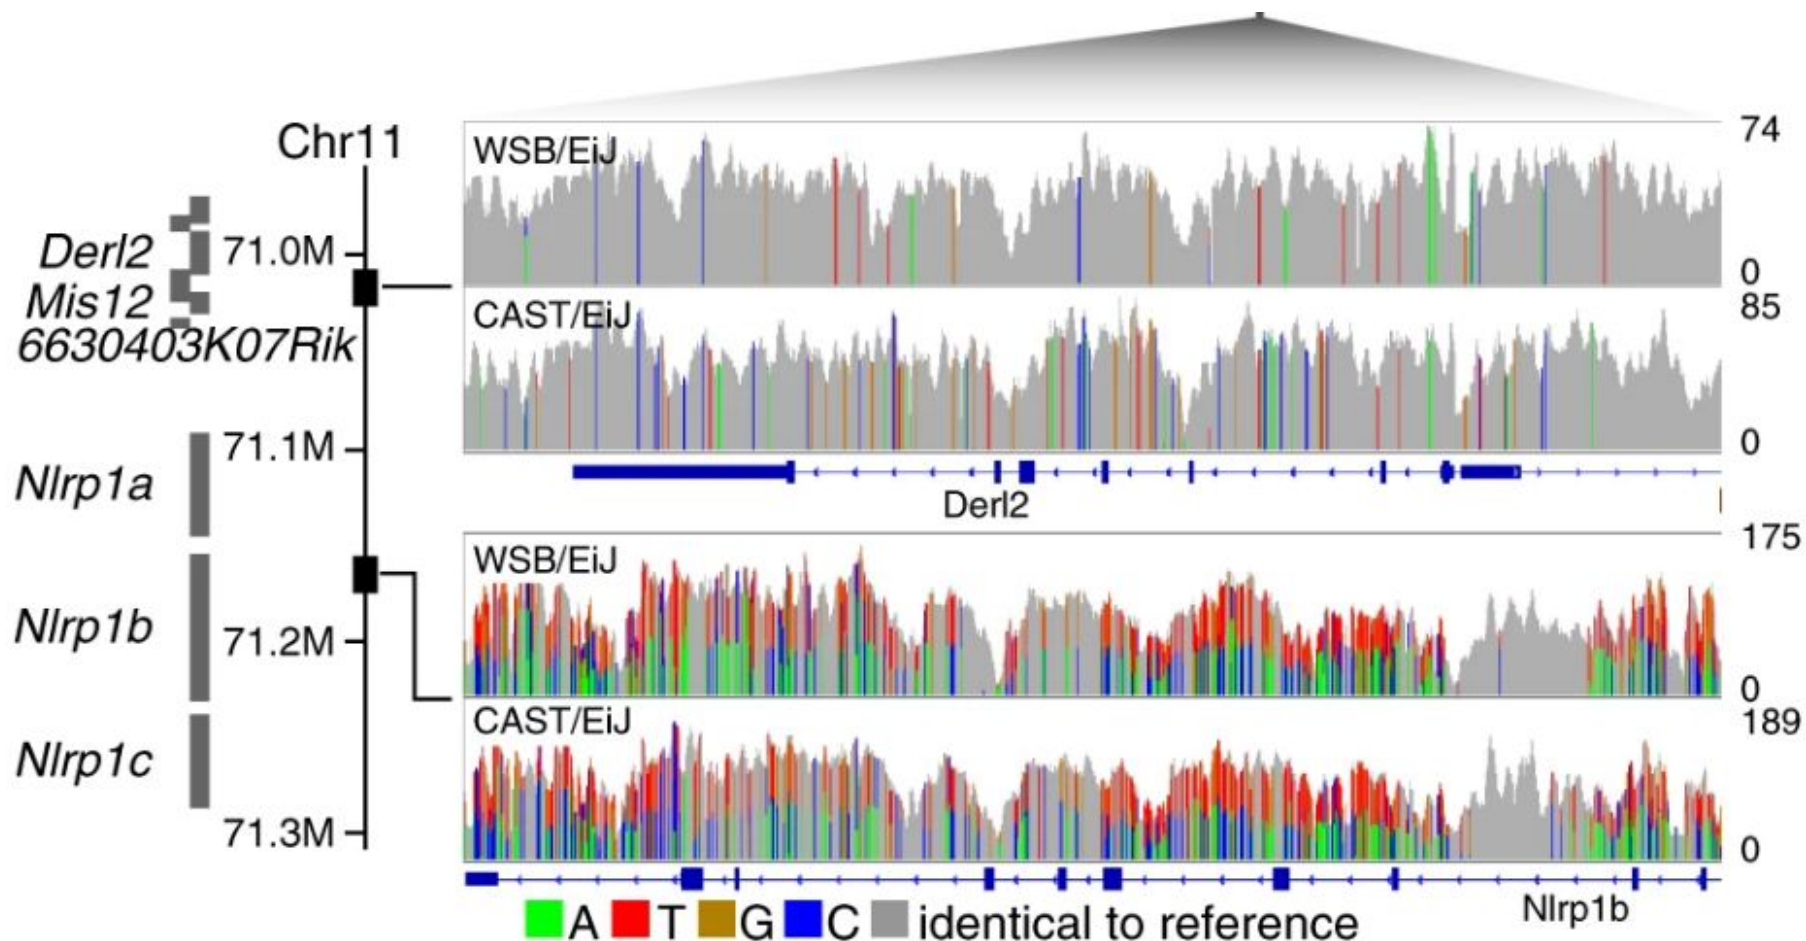 Chr11
Derl2
Mis12
6630403K07Rik
Nlrp1a
Nlrp1b
Nlrp1c
71.0M
71.1M
71.2M
71.3M
WSB/EiJ
74
0
CAST/EiJ
85
0
Derl2
WSB/EiJ
175
0
CAST/EiJ
189
0
Nlrp1b
A T G C identical to reference